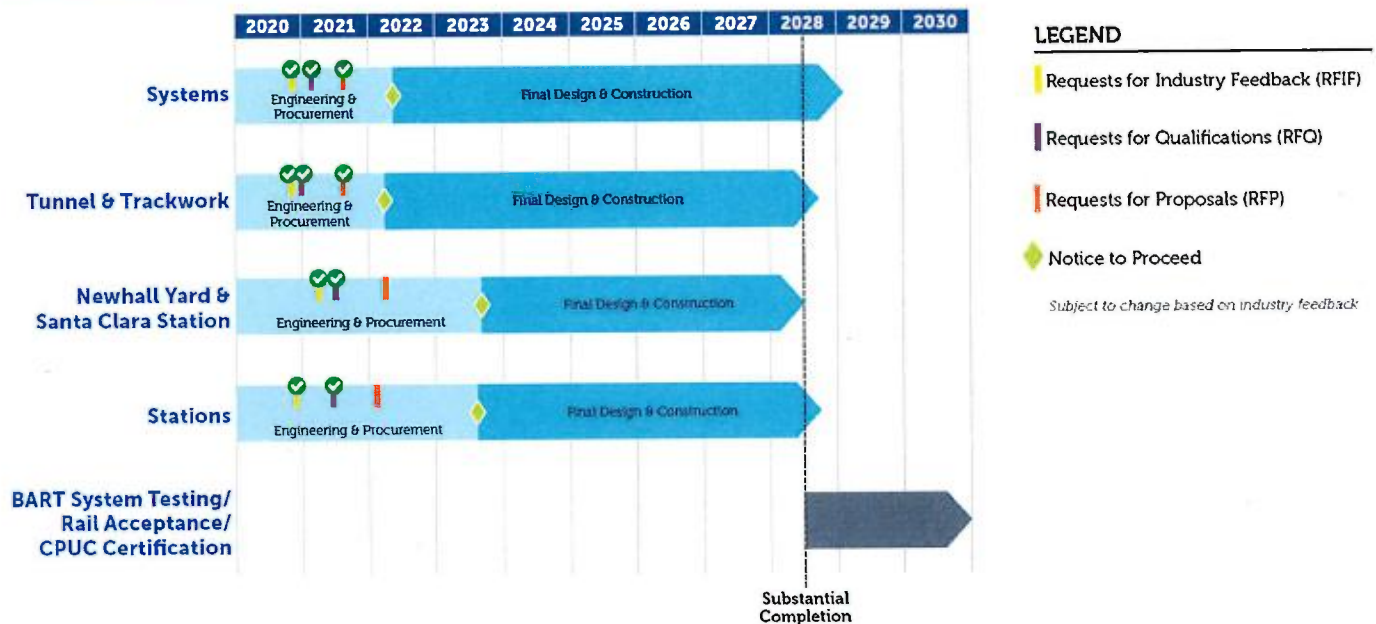 2020 2021 2022 2023 2024 2025 2026 2027 2028 2029 2030
LEGEND
Requests for Industry Feedback (RFIF)
Requests for Qualifications (RFQ)
Requests for Proposals (RFP)
Notice to Proceed
Subject to change based on industry feedback
Systems
Engineering &
Procurement
Final Design & Construction
Tunnel & Trackwork
Engineering &
Procurement
Final Design & Construction
Newhall Yard &
Santa Clara Station
Engineering & Procurement
Final Design & Construction
Stations
Engineering & Procurement
Final Design & Construction
BART System Testing/
Rail Acceptance/
CPUC Certification
Substantial
Completion